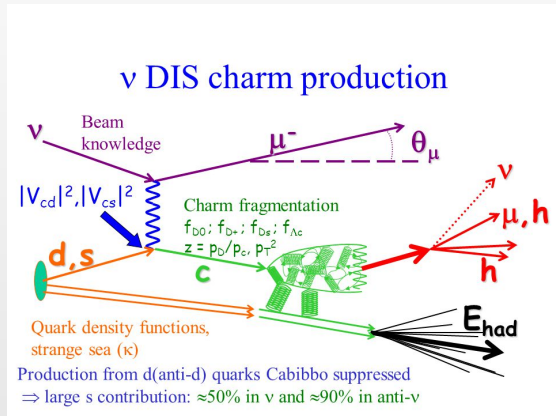 ν DIS charm production
Beam
knowledge
ν
μ-
θμ
ν
|Vcd|²,|Vcs|²
Charm fragmentation
fD0; fD+; fDs; fΛc
z = pD/pc, pT²
μ, h
d,s
c
h
Ehad
Quark density functions,
strange sea (κ)
Production from d(anti-d) quarks Cabibbo suppressed
⇒ large s contribution: ≈50% in ν and ≈90% in anti-ν